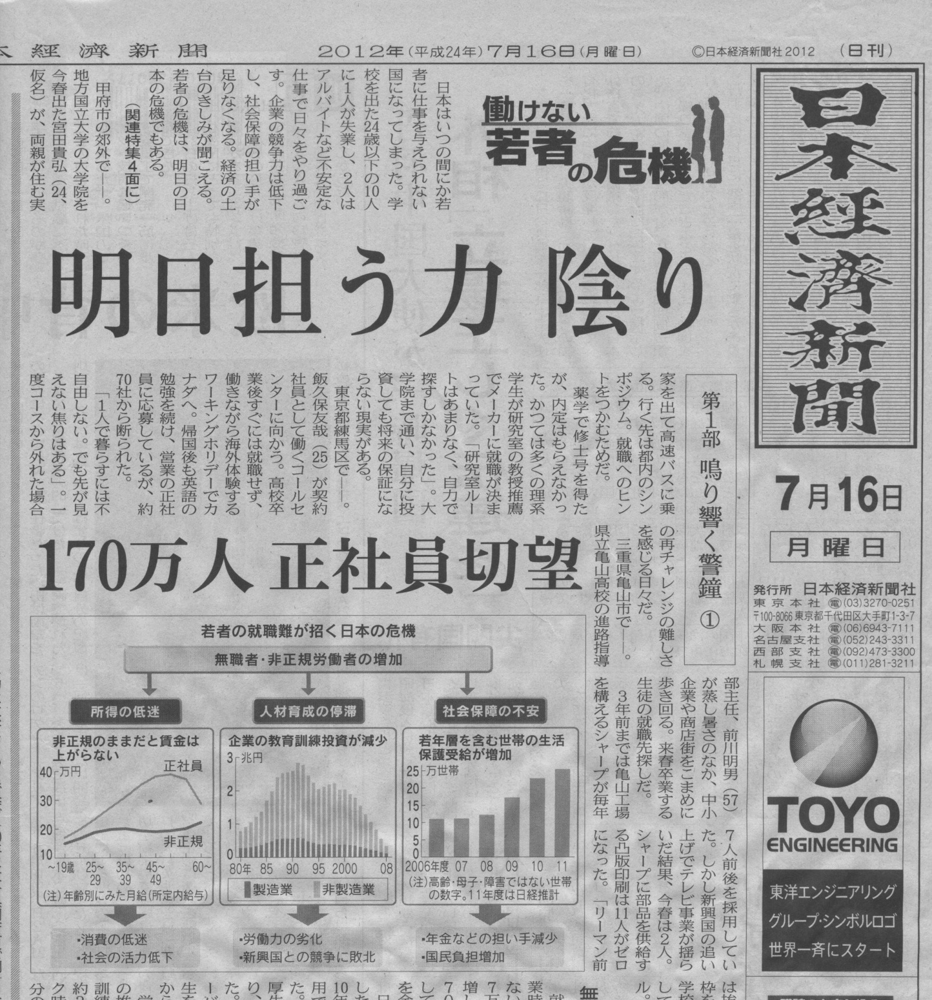 本経済新聞
2012年(平成24年)7月16日(月曜日)
©日本経済新聞社2012
(日刊)
日本経済新聞
7月16日
月曜日
発行所 日本経済新聞社
東京本社 電(03)3270-0251
〒100-8066東京都千代田区大手町1-3-7
大阪本社 電(06)6943-7111
名古屋支社 電(052)243-3311
西部支社 電(092)473-3300
札幌支社 電(011)281-3211
TOYO
ENGINEERING
東洋エンジニアリング
グループ・シンボルロゴ
世界一斉にスタート
働けない
若者の危機
日本はいつの間にか若
者に仕事を与えられない
国になってしまった。学
校を出た24歳以下の10人
に1人が失業し、2人は
アルバイトなど不安定な
仕事で日々をやり過ご
す。企業の競争力は低下
し、社会保障の担い手が
足りなくなる。経済の土
台のきしみが聞こえる。
若者の危機は、明日の日
本の危機でもある。
(関連特集4面に)
甲府市の郊外で――。
地方国立大学の大学院を
今春出た宮田貴弘(24、
仮名)が、両親が住む実
明日担う力 陰り
第1部 鳴り響く警鐘 ①
家を出て高速バスに乗
る。行く先は都内のシン
ポジウム。就職へのヒン
トをつかむためだ。
薬学で修士号を得た
が、内定はもらえなかっ
た。かつては多くの理系
学生が研究室の教授推薦
でメーカーに就職が決ま
っていた。「研究室ルー
トはあまりなく、自力で
探すしかなかった」。大
学院まで通い、自分に投
資しても将来の保証にな
らない現実がある。
東京都練馬区で――。
飯久保友哉(25)が契約
社員として働くコールセ
ンターに向かう。高校卒
業後すぐには就職せず、
働きながら海外体験する
ワーキングホリデーでカ
ナダへ。帰国後も英語の
勉強を続け、営業の正社
員に応募しているが、約
70社から断られた。
「1人で暮らすには不
自由しない。でも先が見
えない焦りはある」。一
度コースから外れた場合
170万人 正社員切望
の再チャレンジの難しさ
を感じる日々だ。
三重県亀山市で――。
県立亀山高校の進路指導
部主任、前川明男(57)
が蒸し暑さのなか、中小
企業や商店街をこまめに
歩き回る。来春卒業する
生徒の就職先探しだ。
3年前までは亀山工場
を構えるシャープが毎年
7人前後を採用してい
た。しかし新興国の追い
上げでテレビ事業が揺ら
いだ結果、今春は2人。
シャープに部品を供給す
る凸版印刷は11人がゼロ
になった。「リーマン前
若者の就職難が招く日本の危機
無職者・非正規労働者の増加
所得の低迷
非正規のままだと賃金は
上がらない
40 万円
30
20
10
正社員
非正規
～19歳 25～29 35～39 45～49 60～
(注)年齢別にみた月給(所定内給与)
・消費の低迷
・社会の活力低下
人材育成の停滞
企業の教育訓練投資が減少
3 兆円
2
1
0
80年 85 90 95 2000 08
製造業 非製造業
・労働力の劣化
・新興国との競争に敗北
社会保障の不安
若年層を含む世帯の生活
保護受給が増加
25 万世帯
20
15
10
5
0
2006年度 07 08 09 10 11
(注)高齢・母子・障害ではない世帯
の数字。11年度は日経推計
・年金などの担い手減少
・国民負担増加